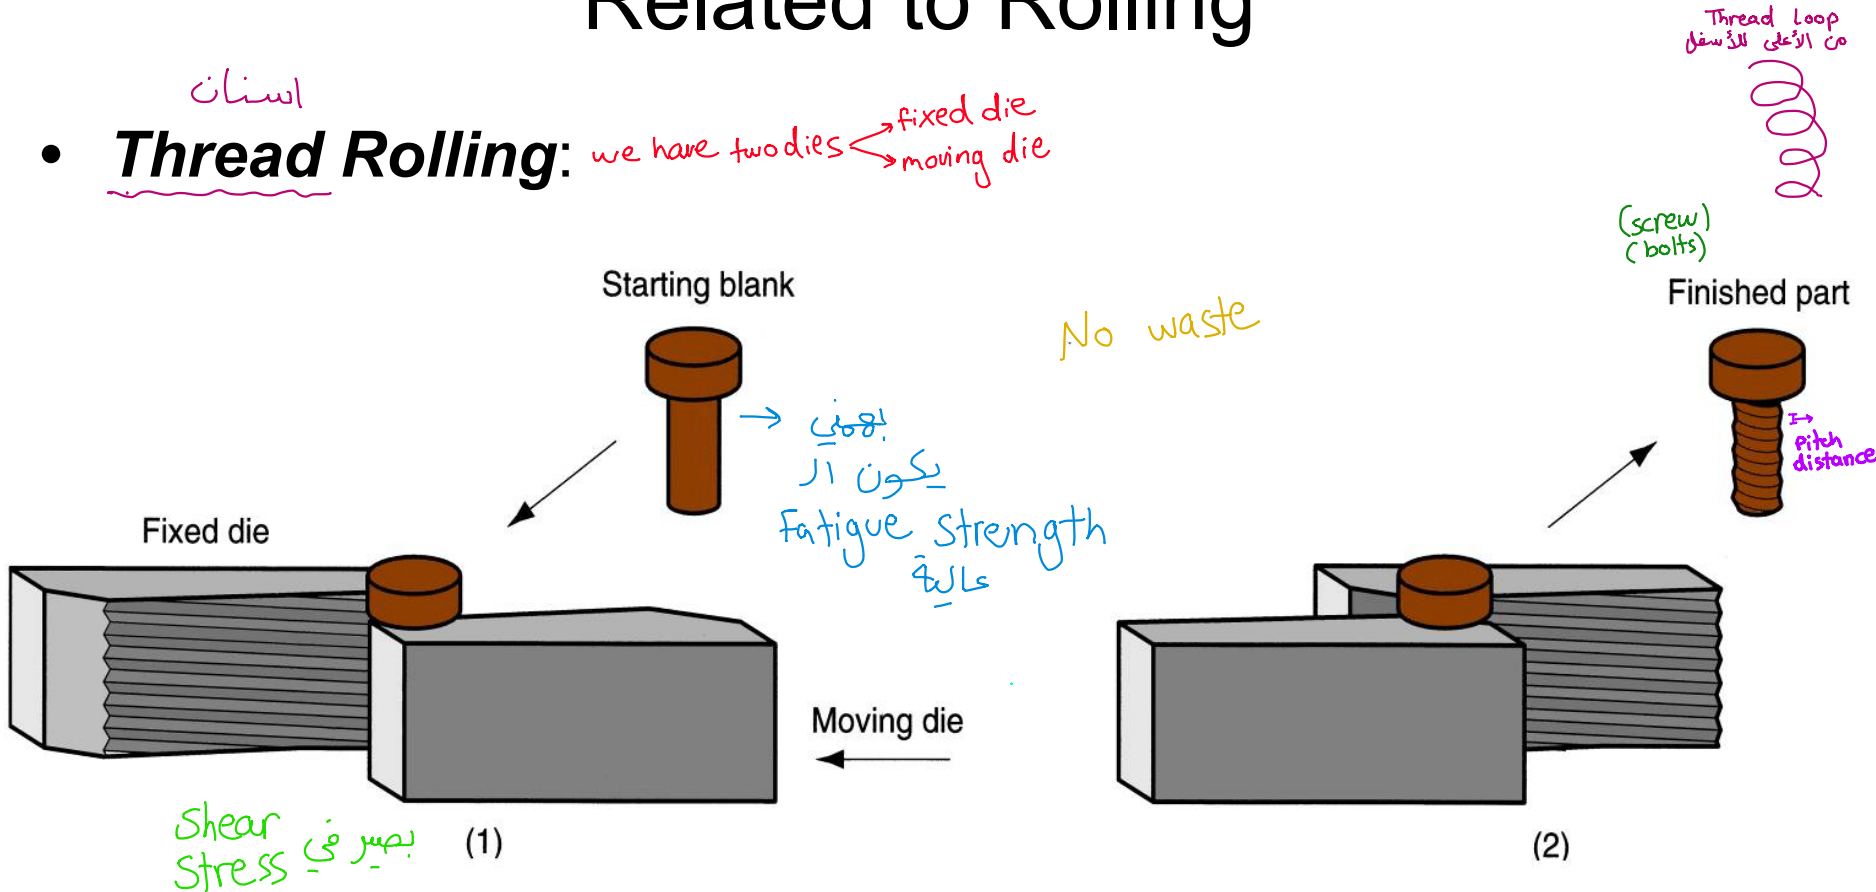 Related to Rolling
Thread Loop
من الأعلى للأسفل
اسنان
• Thread Rolling:
we have two dies
fixed die
moving die
(screw)
(bolts)
Starting blank
Finished part
No waste
pitch
distance
بهمني
يكون ال
Fatigue Strength
عالية
Fixed die
Moving die
Shear
Stress
بصير في
(1)
(2)